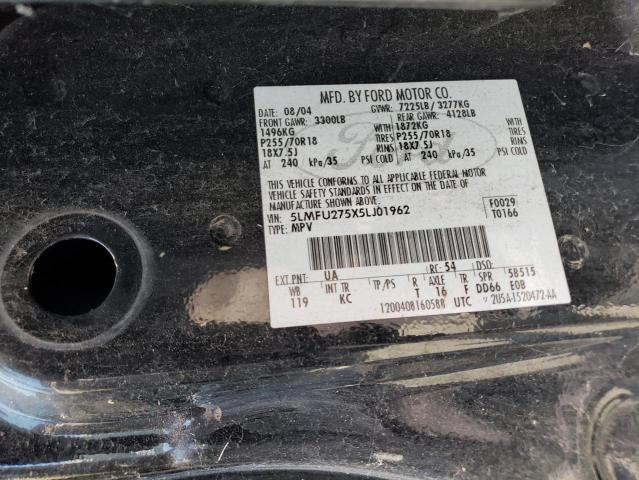 MFD. BY FORD MOTOR CO.
DATE: 08/04 GVWR: 7225LB / 3277KG
FRONT GAWR: 3300LB REAR GAWR: 4128LB
1496KG WITH 1872KG WITH
P255/70R18 TIRES P255/70R18 TIRES
18X7.5J RIMS 18X7.5J RIMS
AT 240 kPa/35 PSI COLD AT 240 kPa/35 PSI COLD
THIS VEHICLE CONFORMS TO ALL APPLICABLE FEDERAL MOTOR
VEHICLE SAFETY STANDARDS IN EFFECT ON THE DATE OF
MANUFACTURE SHOWN ABOVE.
VIN: 5LMFU275X5LJ01962 F0029
TYPE: MPV T0166
Ford
EXT PNT: UA RC: 54 DSO:
WB INT TR TP/PS R AXLE TR SPR 5B515
119 KC T 16 F DD66 EOB
1200408160588 UTC 2U5A-1520472-AA